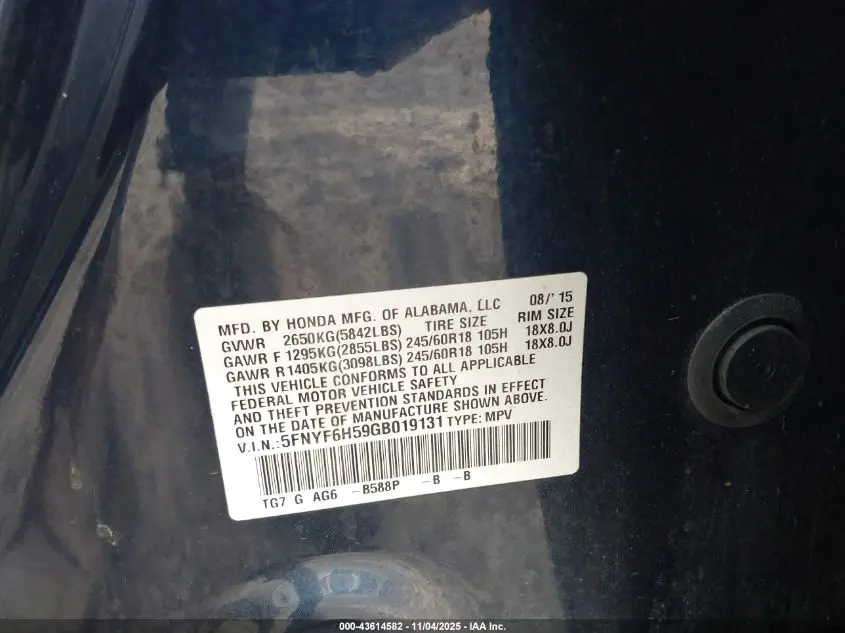 MFD. BY HONDA MFG. OF ALABAMA, LLC 08/'15
GVWR 2650KG(5842LBS) TIRE SIZE RIM SIZE
GAWR F 1295KG(2855LBS) 245/60R18 105H 18X8.0J
GAWR R 1405KG(3098LBS) 245/60R18 105H 18X8.0J
THIS VEHICLE CONFORMS TO ALL APPLICABLE
FEDERAL MOTOR VEHICLE SAFETY
AND THEFT PREVENTION STANDARDS IN EFFECT
ON THE DATE OF MANUFACTURE SHOWN ABOVE.
V.I.N.:5FNYF6H59GB019131 TYPE: MPV
TG7 G AG6 -B588P -B -B
000-43614582 - 11/04/2025 - IAA Inc.